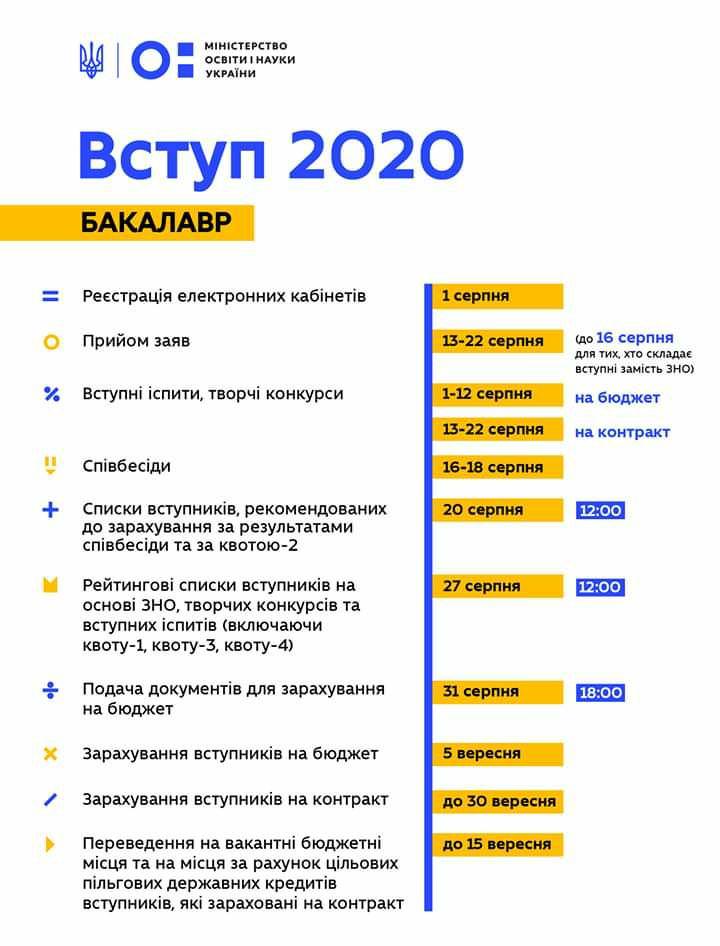 МІНІСТЕРСТВО
ОСВІТИ І НАУКИ
УКРАЇНИ
Вступ 2020
БАКАЛАВР
Реєстрація електронних кабінетів
1 серпня
Прийом заяв
13-22 серпня
(до 16 серпня
для тих, хто складає
вступні замість ЗНО)
Вступні іспити, творчі конкурси
1-12 серпня
на бюджет
13-22 серпня
на контракт
Співбесіди
16-18 серпня
Списки вступників, рекомендованих
до зарахування за результатами
співбесіди та за квотою-2
20 серпня
12:00
Рейтингові списки вступників на
основі ЗНО, творчих конкурсів та
вступних іспитів (включаючи
квоту-1, квоту-3, квоту-4)
27 серпня
12:00
Подача документів для зарахування
на бюджет
31 серпня
18:00
Зарахування вступників на бюджет
5 вересня
Зарахування вступників на контракт
до 30 вересня
Переведення на вакантні бюджетні
місця та на місця за рахунок цільових
пільгових державних кредитів
вступників, які зараховані на контракт
до 15 вересня